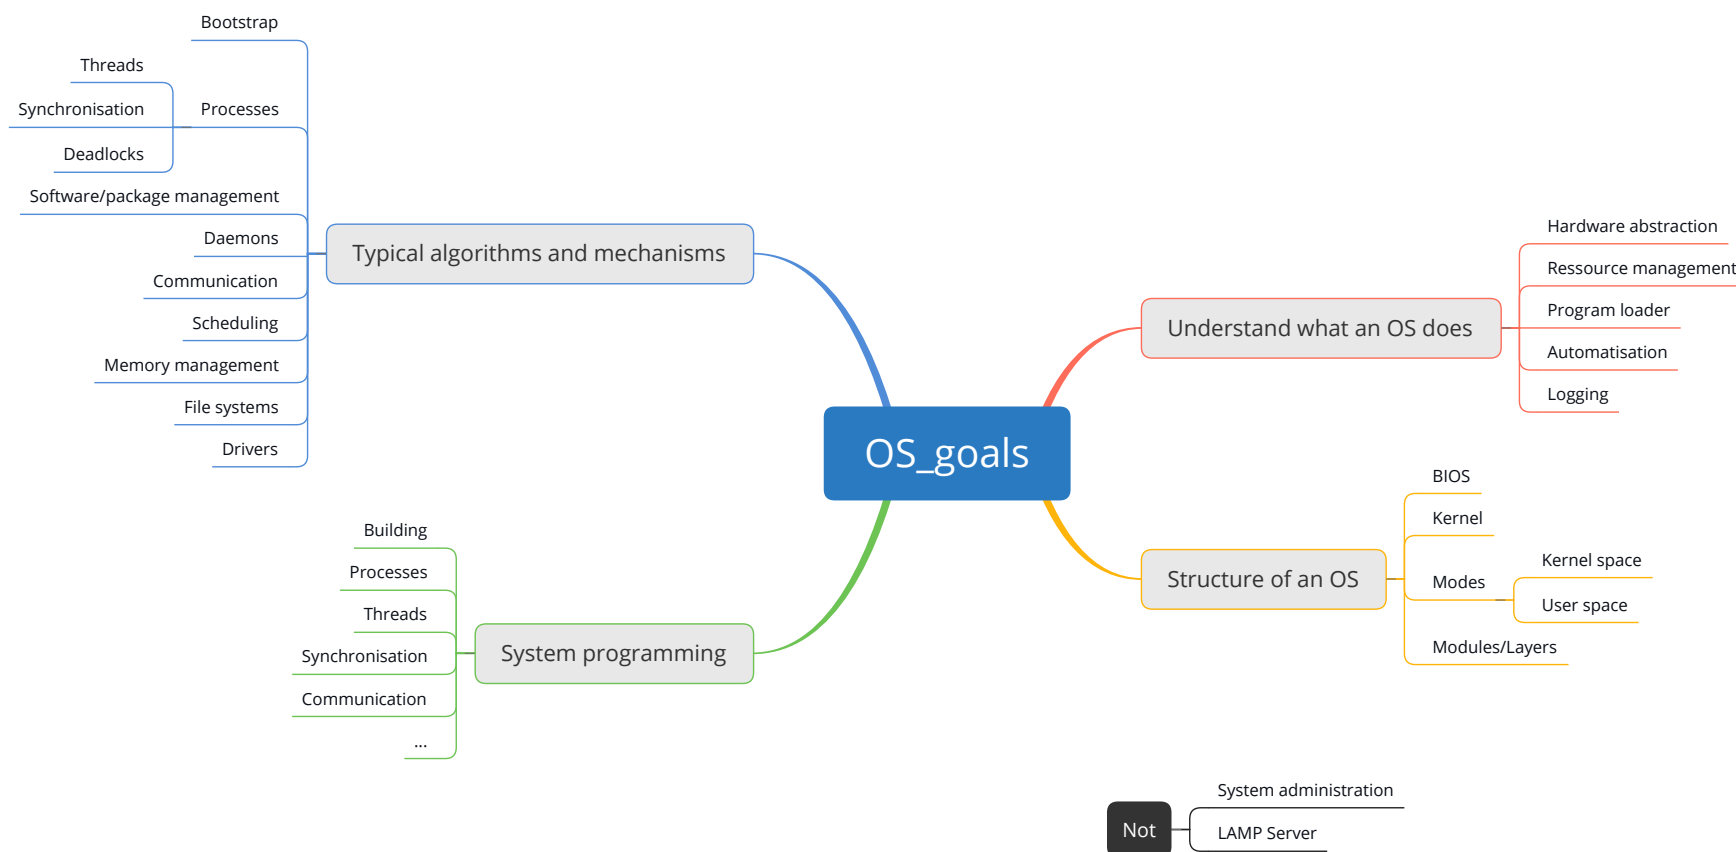 OS_goals
Understand what an OS does
Hardware abstraction
Ressource management
Program loader
Automatisation
Logging
Structure of an OS
BIOS
Kernel
Modes
Kernel space
User space
Modules/Layers
Typical algorithms and mechanisms
Bootstrap
Processes
Threads
Synchronisation
Deadlocks
Software/package management
Daemons
Communication
Scheduling
Memory management
File systems
Drivers
System programming
Building
Processes
Threads
Synchronisation
Communication
...
Not
System administration
LAMP Server